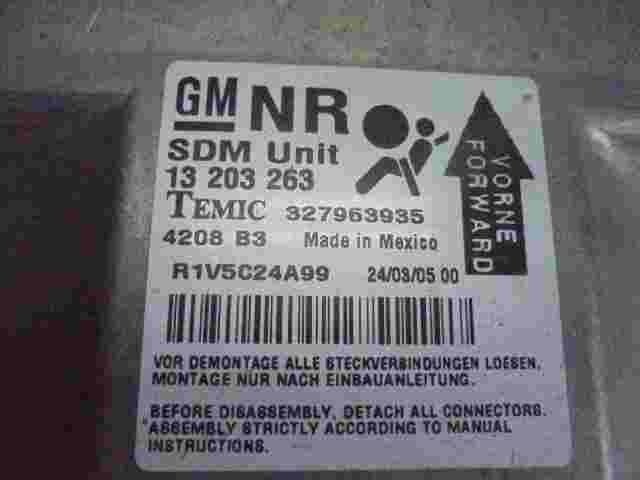 GM NR
SDM Unit
13 203 263
TEMIC 327963935
4208 B3 Made in Mexico
R1V5C24A99 24/03/05 00
VORNE
FORWARD
VOR DEMONTAGE ALLE STECKVERBINDUNGEN LOESEN.
MONTAGE NUR NACH EINBAUANLEITUNG.
BEFORE DISASSEMBLY, DETACH ALL CONNECTORS.
ASSEMBLY STRICTLY ACCORDING TO MANUAL
INSTRUCTIONS.